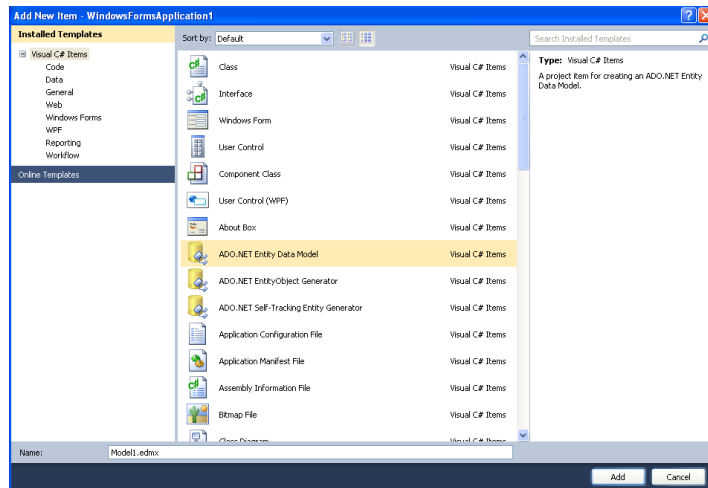 Add New Item - WindowsFormsApplication1
Installed Templates
Sort by: Default
Search Installed Templates
Visual C# Items
Code
Data
General
Web
Windows Forms
WPF
Reporting
Workflow
Online Templates
Class Visual C# Items
Interface Visual C# Items
Windows Form Visual C# Items
User Control Visual C# Items
Component Class Visual C# Items
User Control (WPF) Visual C# Items
About Box Visual C# Items
ADO.NET Entity Data Model Visual C# Items
ADO.NET EntityObject Generator Visual C# Items
ADO.NET Self-Tracking Entity Generator Visual C# Items
Application Configuration File Visual C# Items
Application Manifest File Visual C# Items
Assembly Information File Visual C# Items
Bitmap File Visual C# Items
Class Diagram Visual C# Items
Type: Visual C# Items
A project item for creating an ADO.NET Entity
Data Model.
Name: Model1.edmx
Add Cancel